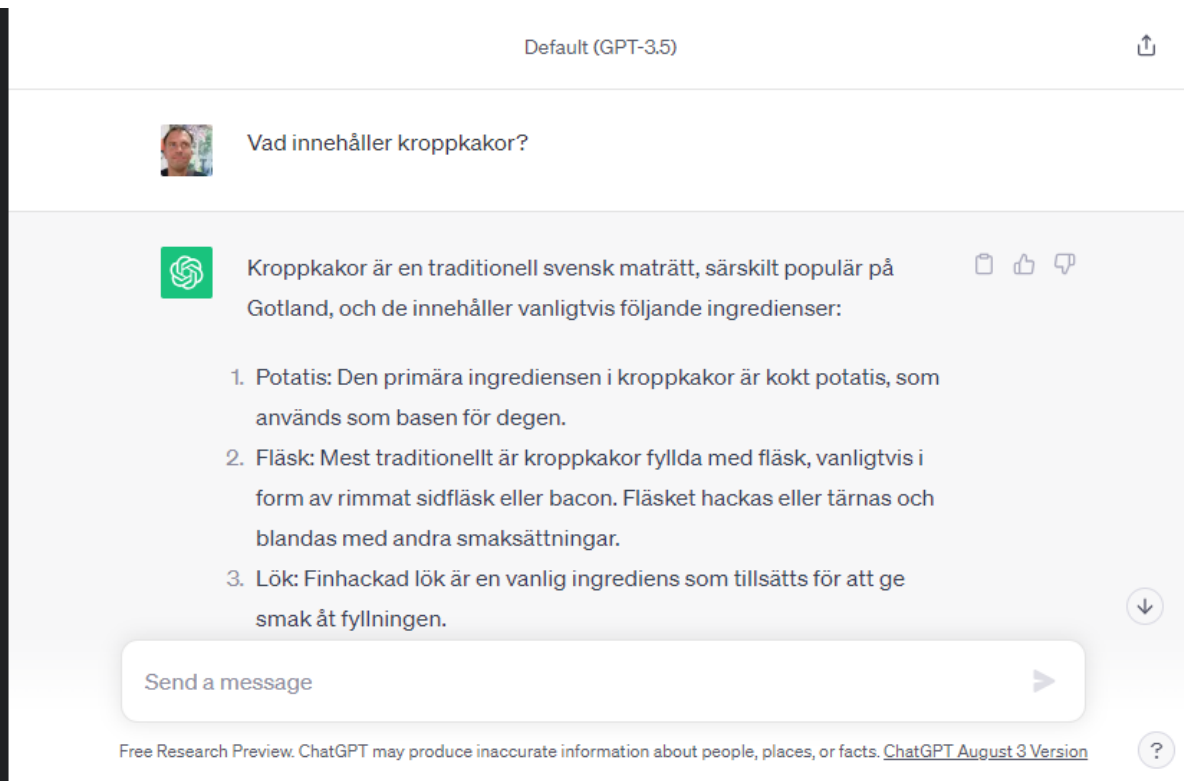 Default (GPT-3.5)
Vad innehåller kroppkakor?
Kroppkakor är en traditionell svensk maträtt, särskilt populär på
Gotland, och de innehåller vanligtvis följande ingredienser:
1. Potatis: Den primära ingrediensen i kroppkakor är kokt potatis, som
används som basen för degen.
2. Fläsk: Mest traditionellt är kroppkakor fyllda med fläsk, vanligtvis i
form av rimmat sidfläsk eller bacon. Fläsket hackas eller tärnas och
blandas med andra smaksättningar.
3. Lök: Finhackad lök är en vanlig ingrediens som tillsätts för att ge
smak åt fyllningen.
Send a message
Free Research Preview. ChatGPT may produce inaccurate information about people, places, or facts. ChatGPT August 3 Version
?